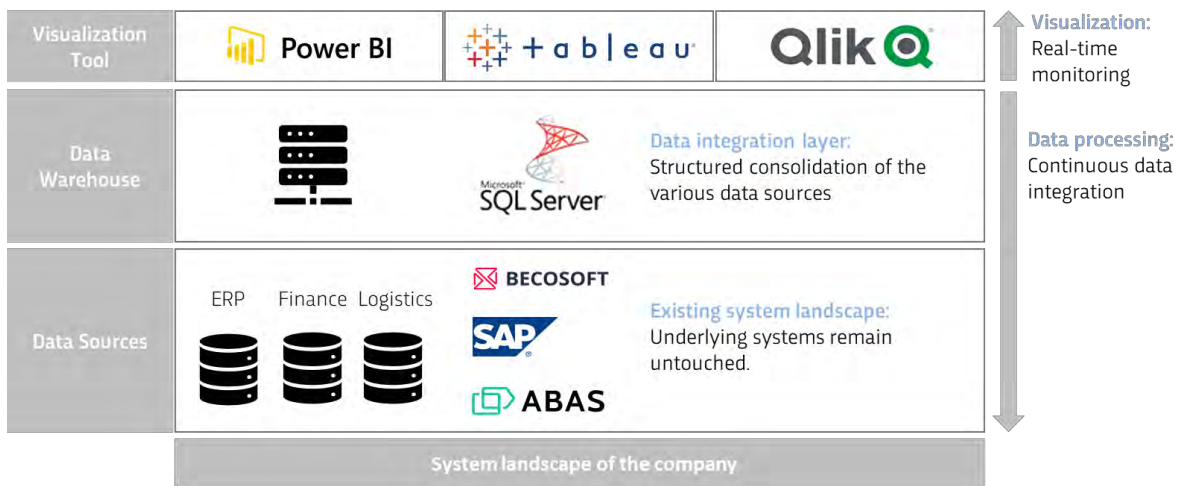 Visualization
Tool
Power BI
+ a b l e a u
Qlik
Visualization:
Real-time
monitoring
Data
Warehouse
Microsoft
SQL Server
Data integration layer:
Structured consolidation of the
various data sources
Data processing:
Continuous data
integration
Data Sources
ERP
Finance
Logistics
BECOSOFT
SAP
ABAS
Existing system landscape:
Underlying systems remain
untouched.
System landscape of the company